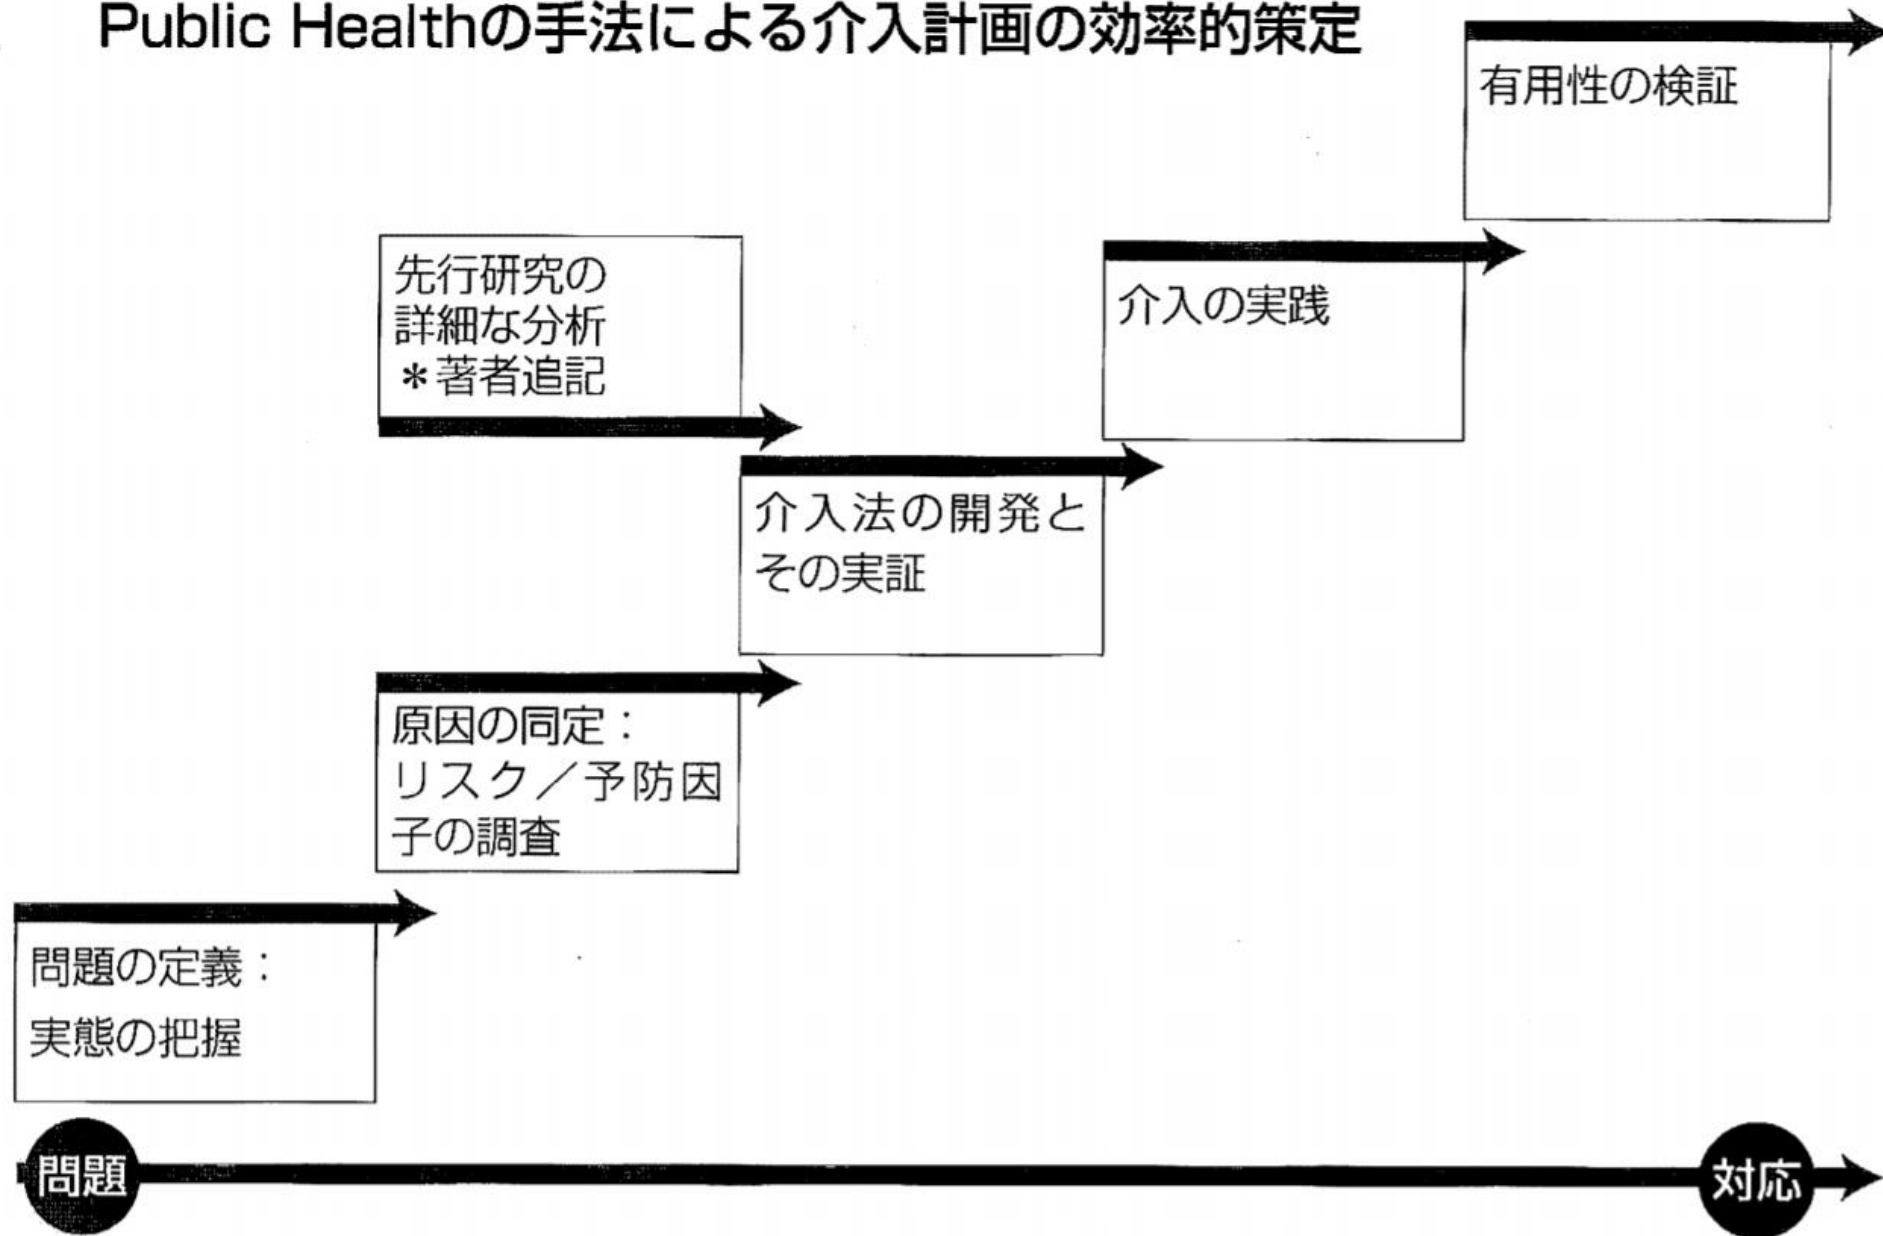 Public Healthの手法による介入計画の効率的策定
有用性の検証
先行研究の
詳細な分析
＊著者追記
介入の実践
介入法の開発と
その実証
原因の同定：
リスク／予防因
子の調査
問題の定義：
実態の把握
問題
対応